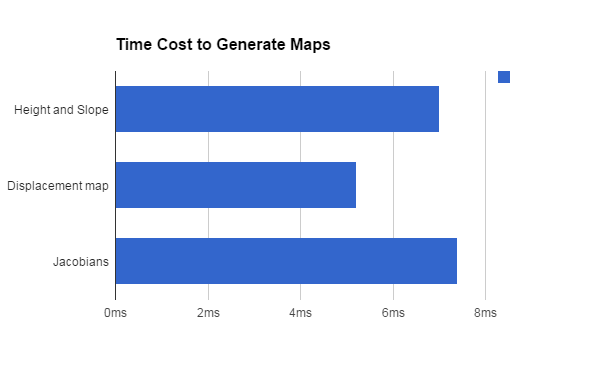 Time Cost to Generate Maps
Height and Slope
Displacement map
Jacobians
0ms 2ms 4ms 6ms 8ms